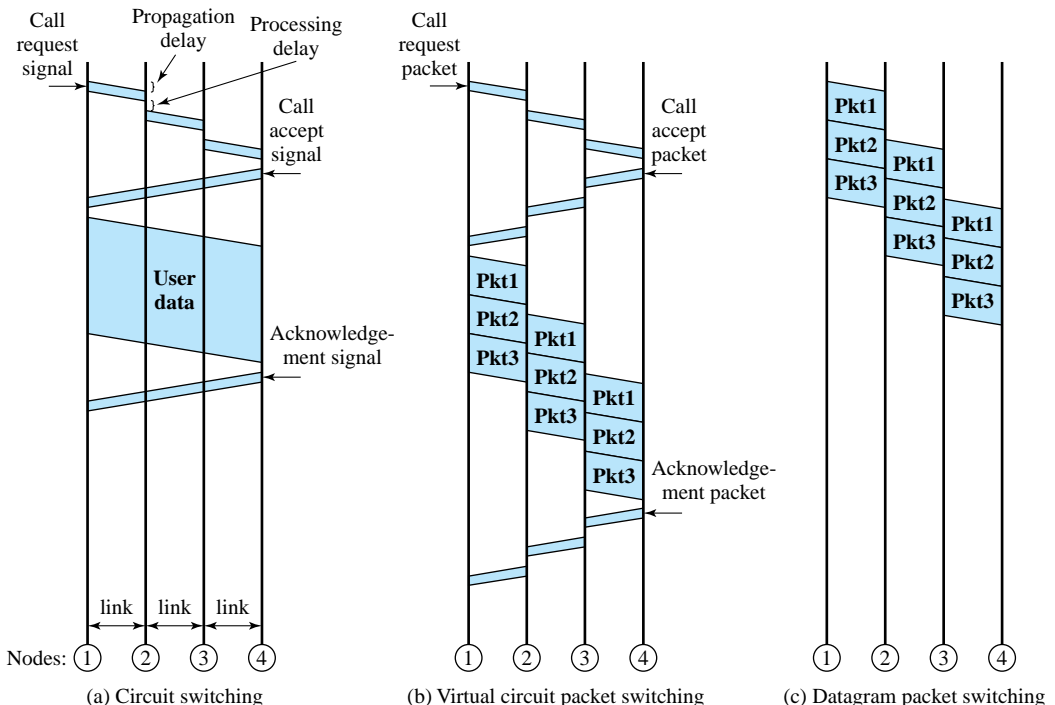 Call
request
signal
Propagation
delay
Processing
delay
}
}
Call
accept
signal
User
data
Acknowledge-
ment signal
link
link
link
Nodes:
1
2
3
4
(a) Circuit switching
Call
request
packet
Call
accept
packet
Pkt1
Pkt2
Pkt3
Pkt1
Pkt2
Pkt3
Pkt1
Pkt2
Pkt3
Acknowledge-
ment packet
1
2
3
4
(b) Virtual circuit packet switching
Pkt1
Pkt2
Pkt3
Pkt1
Pkt2
Pkt3
Pkt1
Pkt2
Pkt3
1
2
3
4
(c) Datagram packet switching